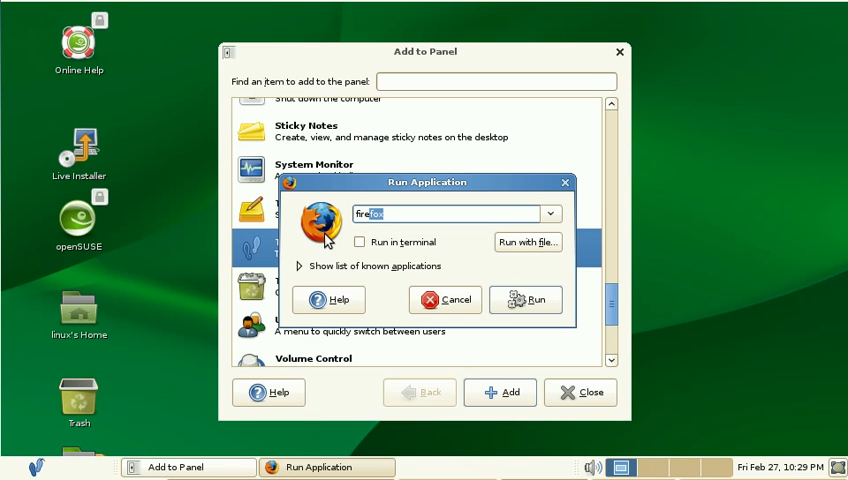 Online Help
Live Installer
openSUSE
linux's Home
Trash
Add to Panel
Find an item to add to the panel:
Shut down the computer
Sticky Notes
Create, view, and manage sticky notes on the desktop
System Monitor
Run Application
firefox
Run in terminal
Run with file...
Show list of known applications
Help
Cancel
Run
A menu to quickly switch between users
Volume Control
Help
Back
Add
Close
Add to Panel
Run Application
Fri Feb 27, 10:29 PM